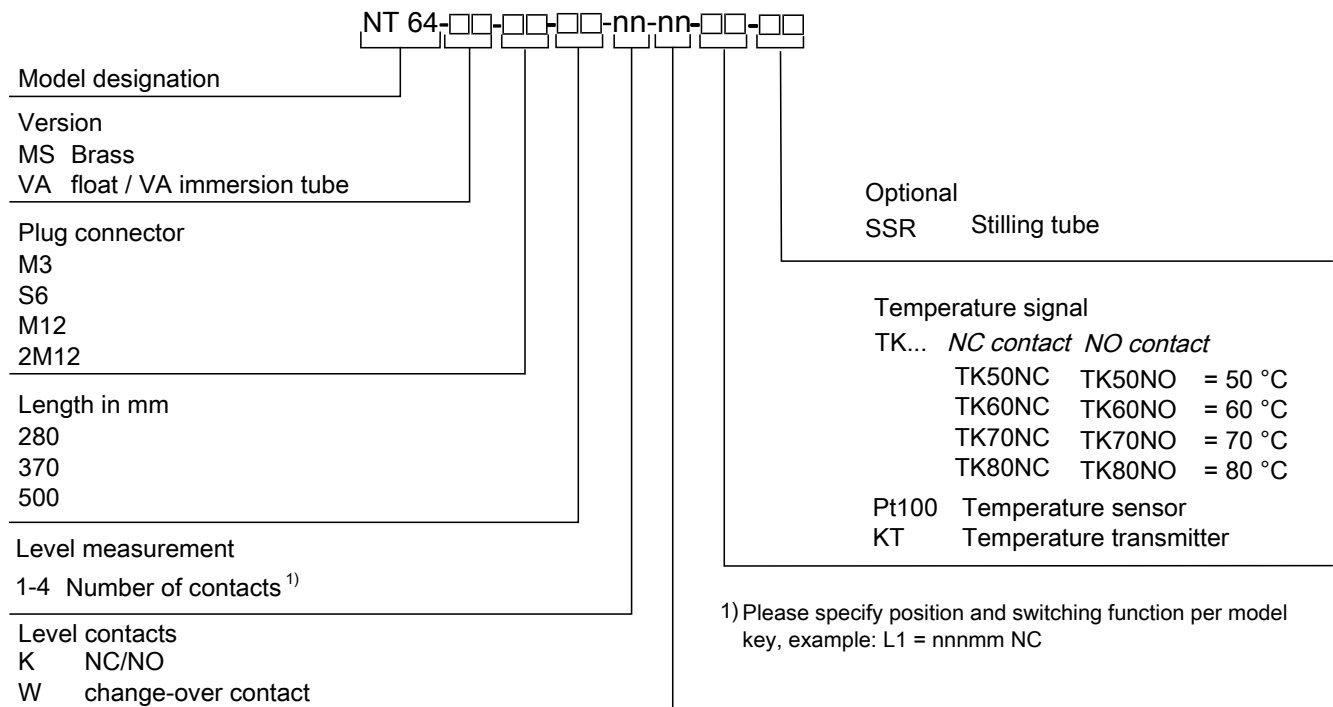 NT 64-□□-□□-□□-nn-nn-□□-□□
Model designation
Version
MS Brass
VA float / VA immersion tube
Plug connector
M3
S6
M12
2M12
Length in mm
280
370
500
Level measurement
1-4 Number of contacts 1)
Level contacts
K NC/NO
W change-over contact
Optional
SSR Stilling tube
Temperature signal
TK... NC contact NO contact
TK50NC TK50NO = 50 °C
TK60NC TK60NO = 60 °C
TK70NC TK70NO = 70 °C
TK80NC TK80NO = 80 °C
Pt100 Temperature sensor
KT Temperature transmitter
1) Please specify position and switching function per model
key, example: L1 = nnnmm NC